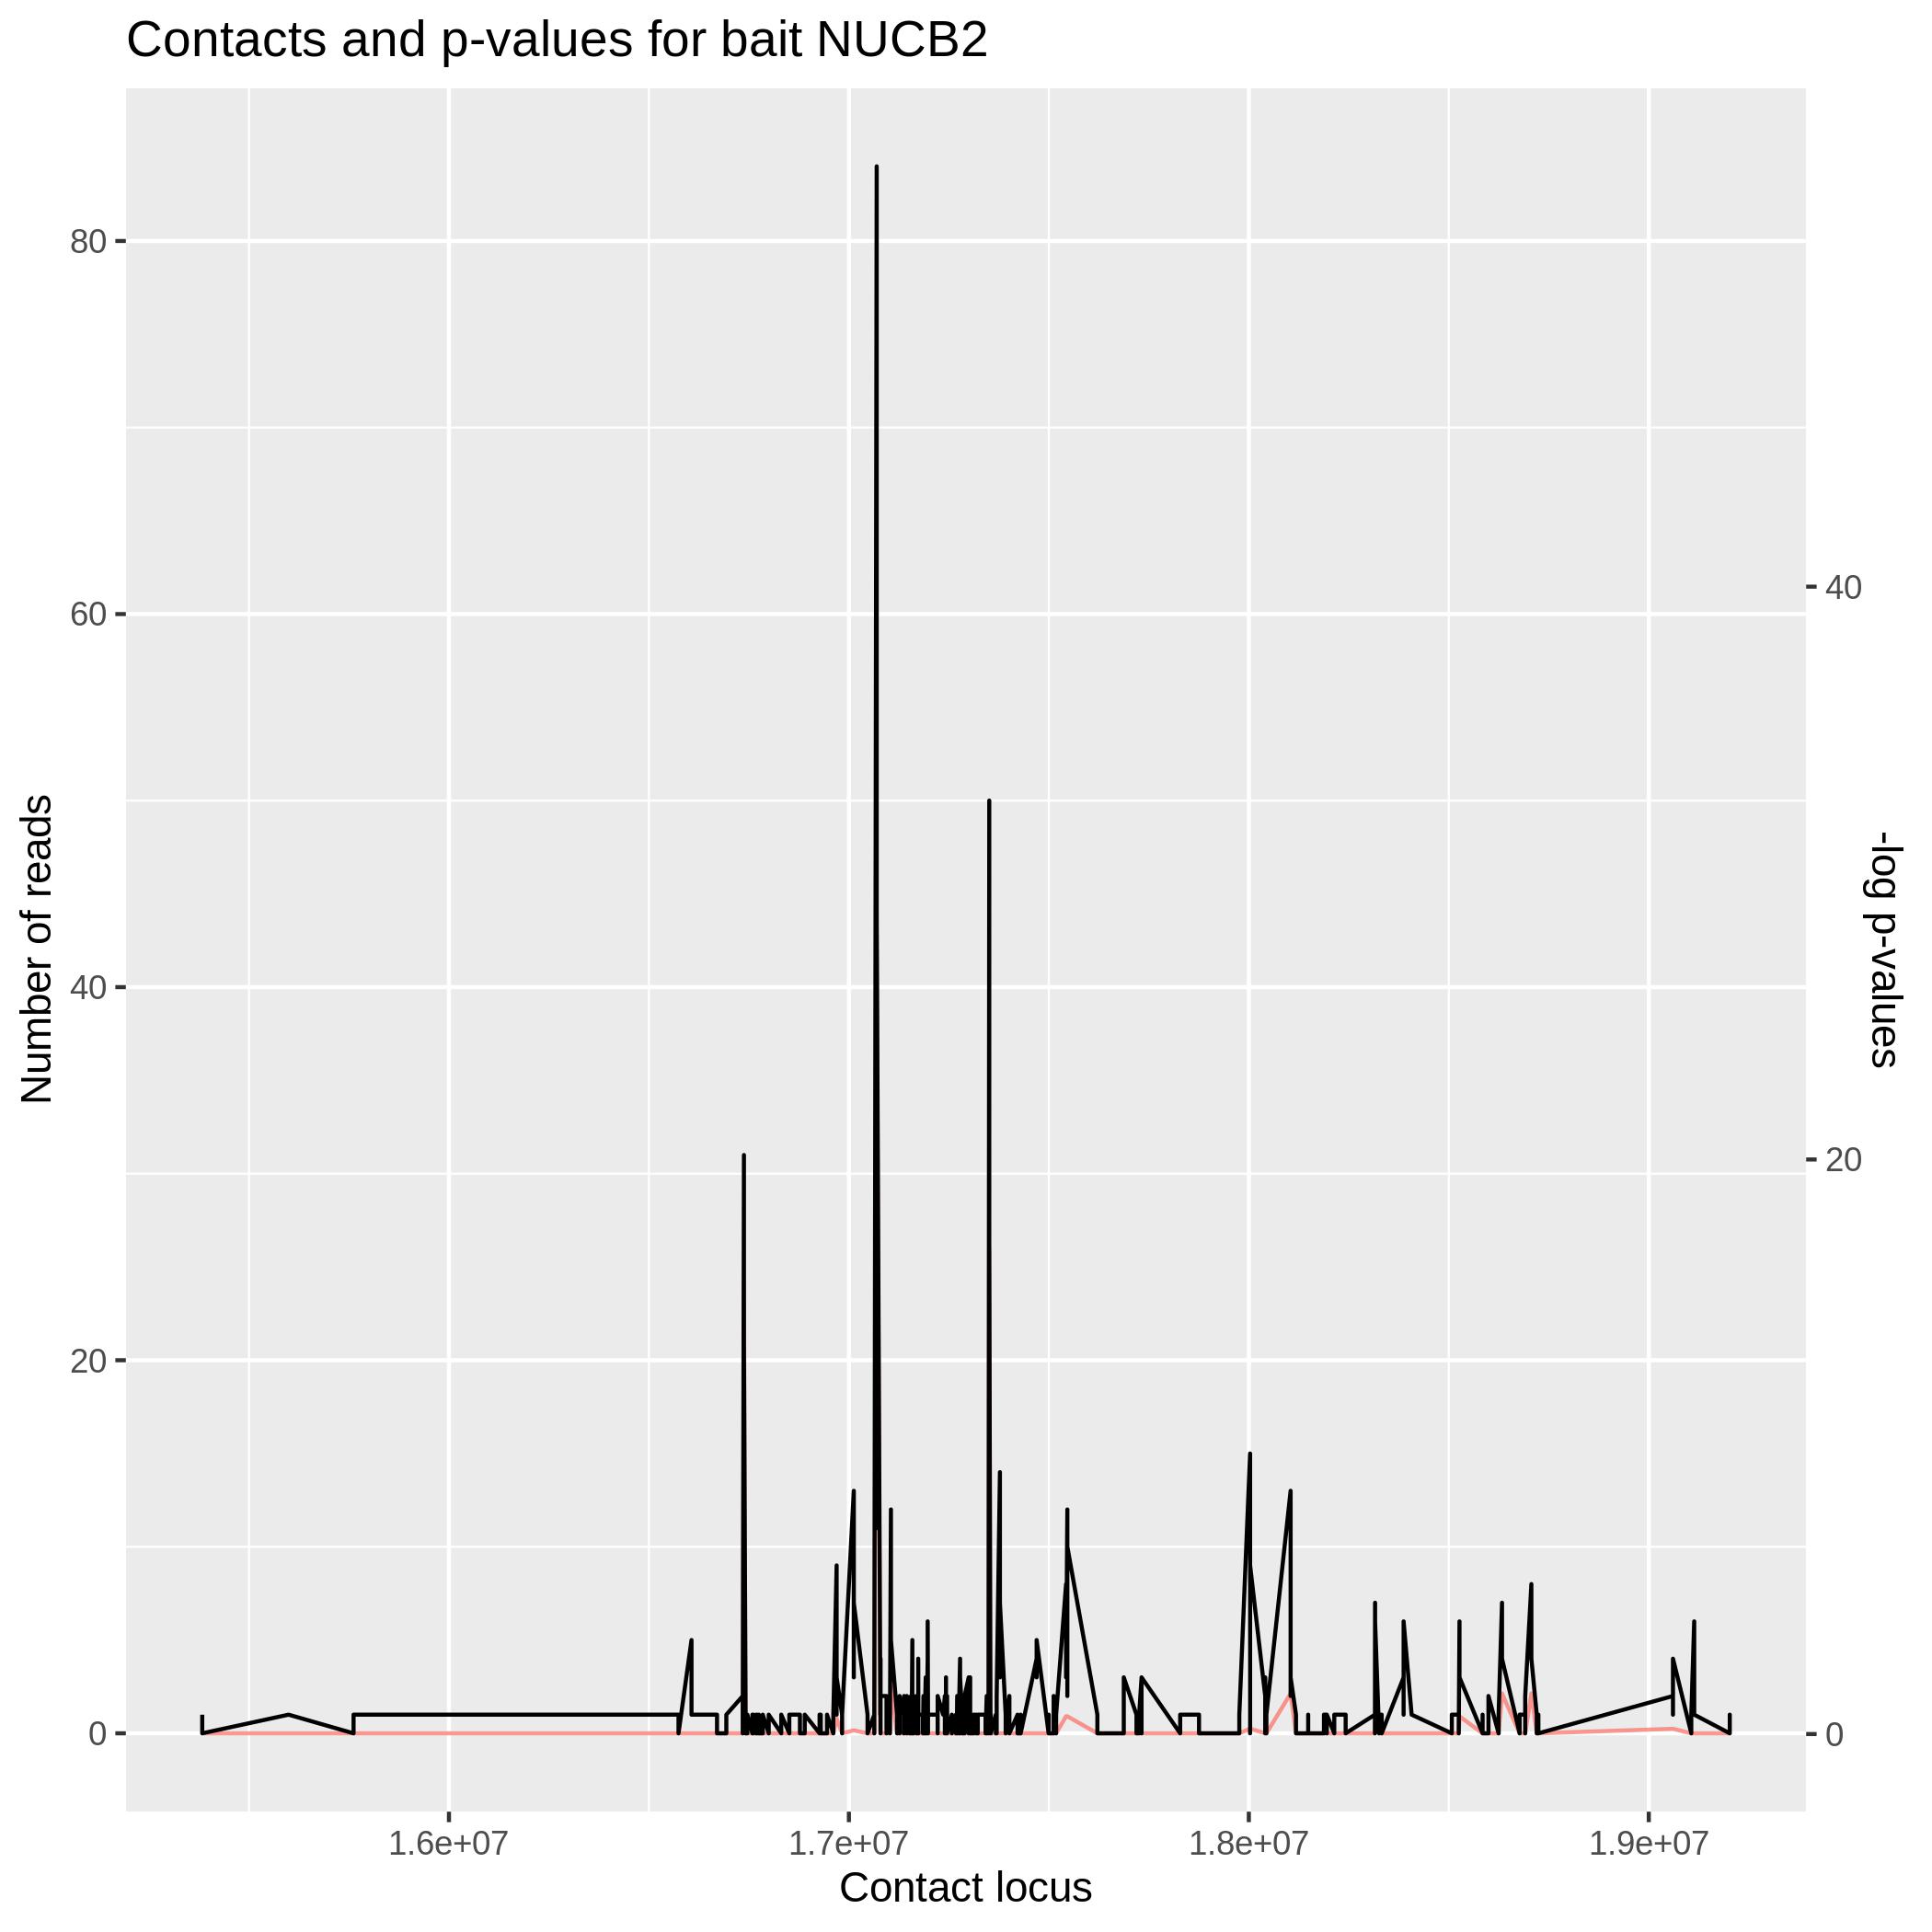 Contacts and p-values for bait NUCB2
80
60
40
20
0
Number of reads
40
20
0
-log p-values
1.6e+07
1.7e+07
1.8e+07
1.9e+07
Contact locus